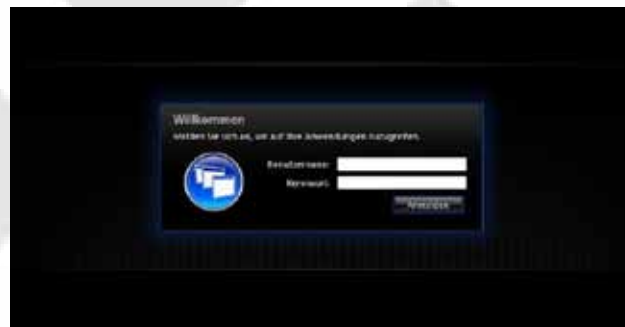 Willkommen
Melden Sie sich an, um auf Ihre Anwendungen zuzugreifen.
Benutzername:
Kennwort:
Anmelden